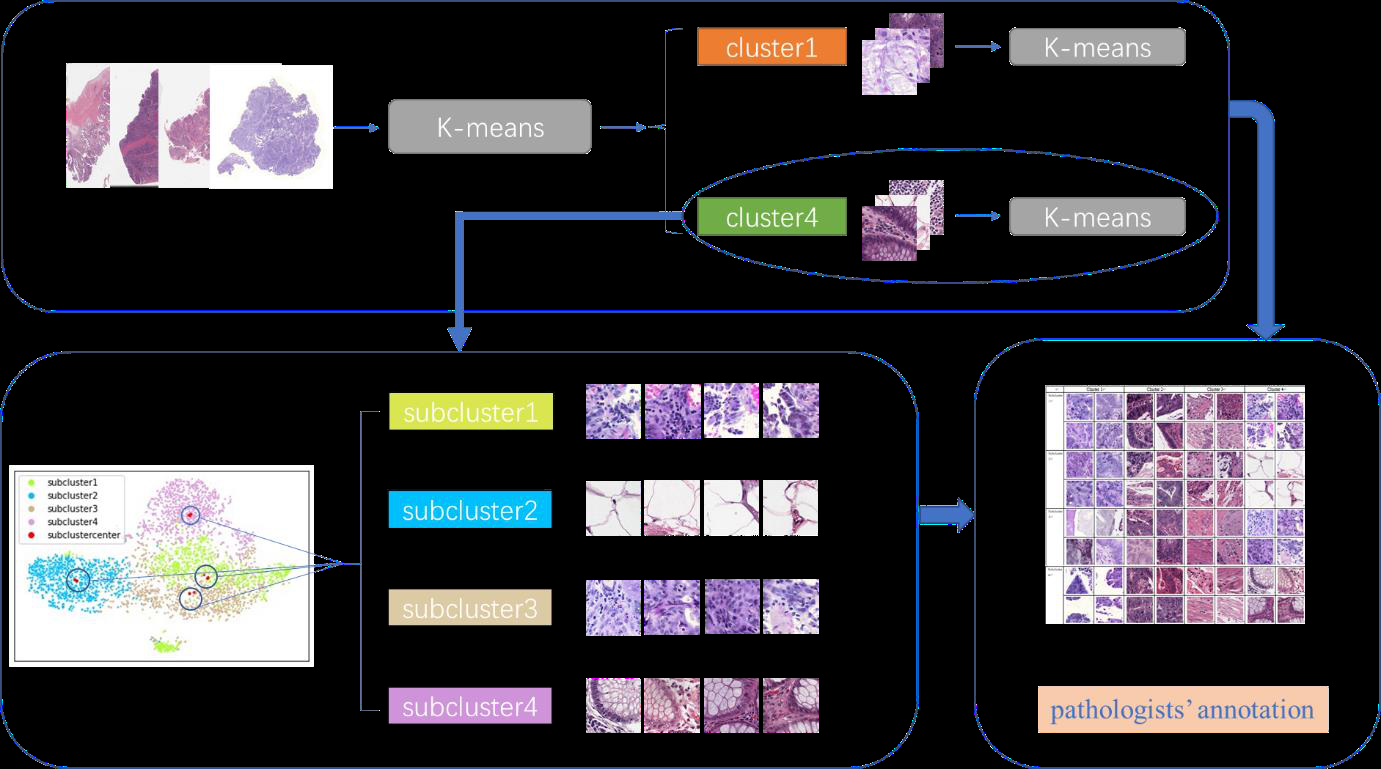 cluster1
K-means
K-means
cluster4
K-means
subcluster1
subcluster2
subcluster3
subcluster4
subclustercenter
subcluster1
subcluster2
subcluster3
subcluster4
Cluster 1
Cluster 2
Cluster 3
Cluster 4
pathologists’ annotation